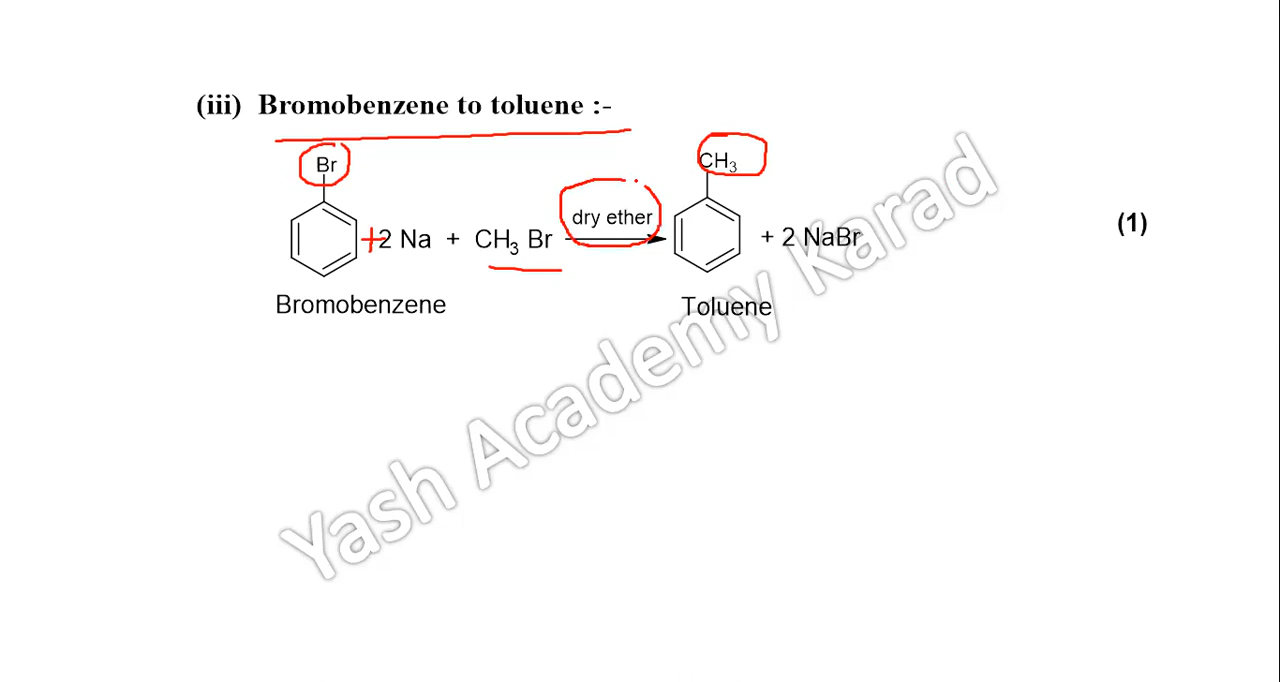 (iii) Bromobenzene to toluene :-
Br
CH₃
+2 Na + CH₃ Br dry ether + 2 NaBr
(1)
Bromobenzene
Toluene
Yash Academy Karad